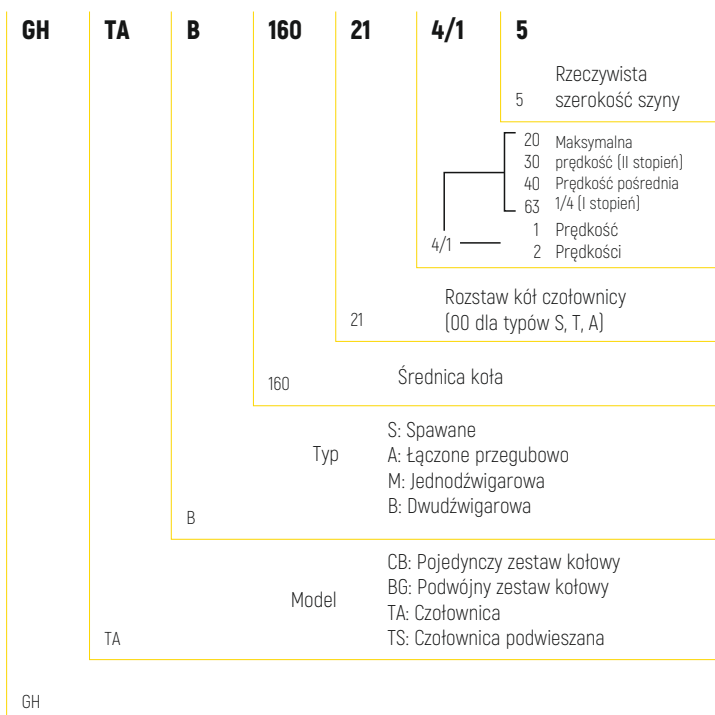 GH TA B 160 21 4/1 5
Rzeczywista
5 szerokość szyny
20 Maksymalna
30 prędkość (II stopień)
40 Prędkość pośrednia
63 1/4 (I stopień)
1 Prędkość
4/1
2 Prędkości
Rozstaw kół czołownicy
21 (00 dla typów S, T, A)
Średnica koła
160
S: Spawane
Typ A: Łączone przegubowo
M: Jednodźwigarowa
B: Dwudźwigarowa
B
CB: Pojedynczy zestaw kołowy
BG: Podwójny zestaw kołowy
Model TA: Czołownica
TA TS: Czołownica podwieszana
GH